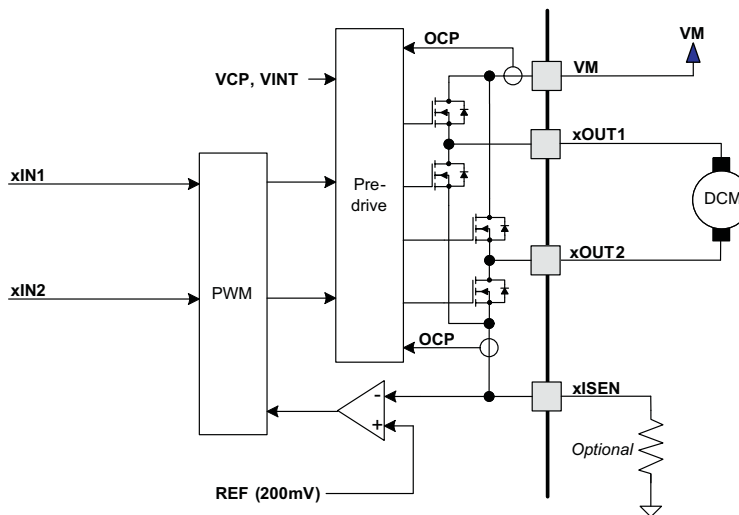 VM
OCP
VM
VCP, VINT
xOUT1
xIN1
Pre-
drive
DCM
xOUT2
xIN2
PWM
OCP
xISEN
-
+
Optional
REF (200mV)